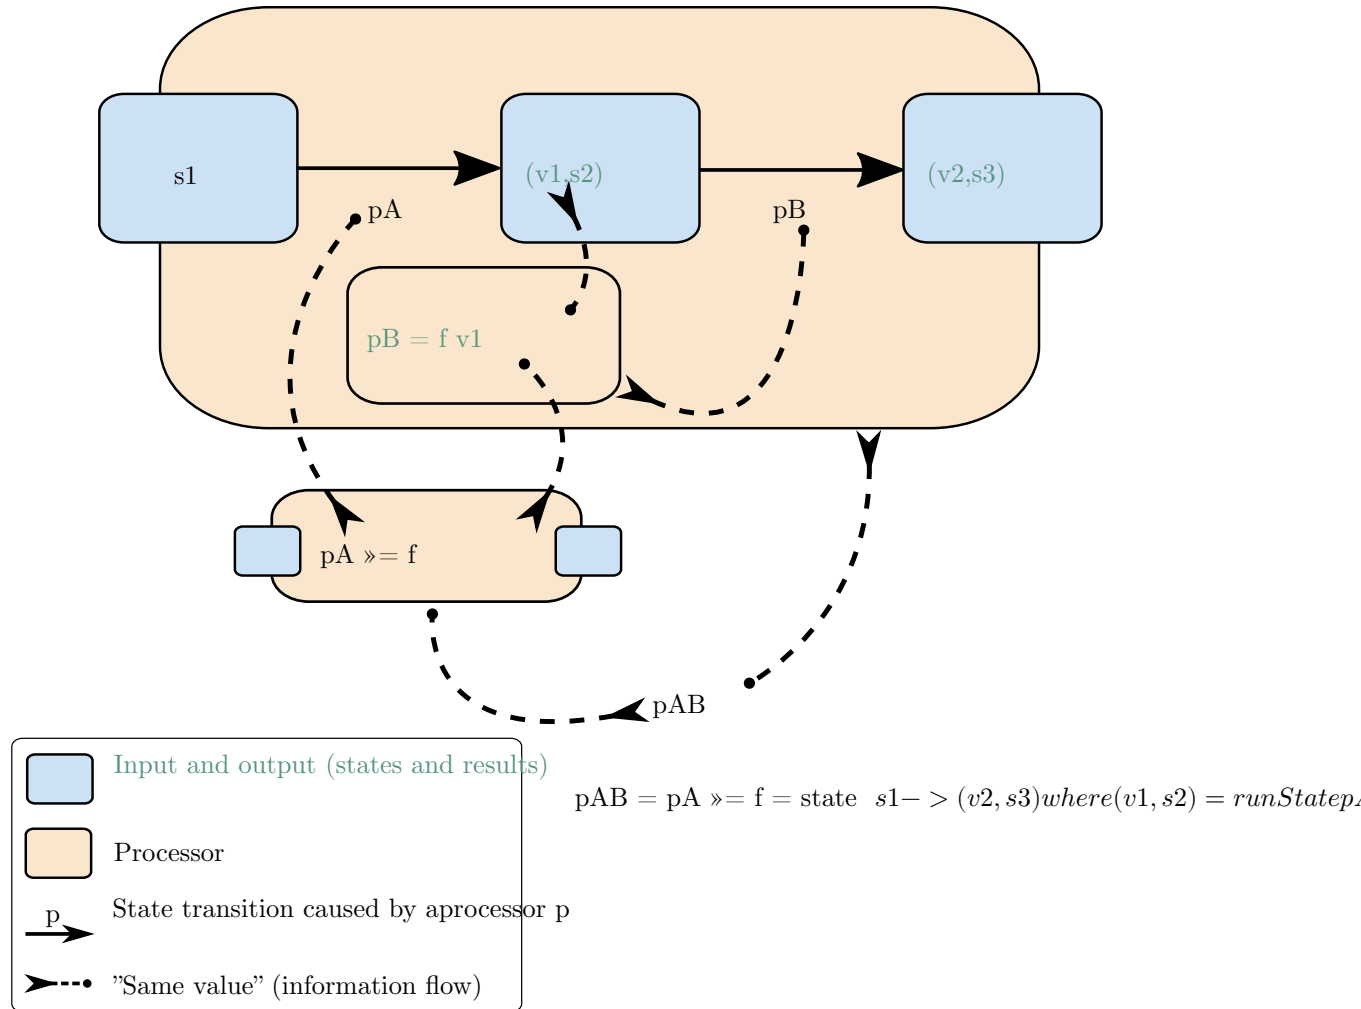 s1
(v1,s2)
(v2,s3)
pA
pB
pB = f v1
pA »= f
pAB
Input and output (states and results)
pAB = pA »= f = state s1− > (v2, s3)where(v1, s2) = runStatep
Processor
p
State transition caused by aprocessor p
”Same value” (information flow)